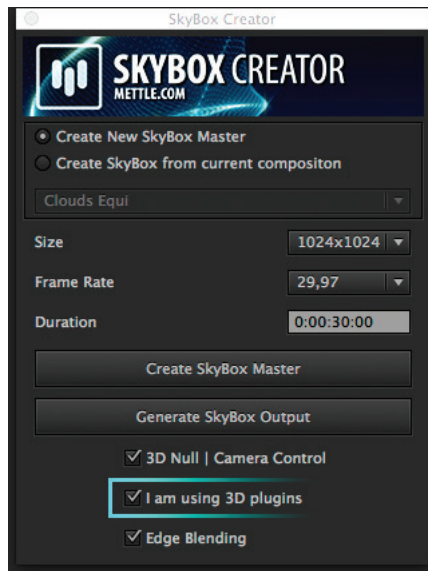 SkyBox Creator
SKYBOX CREATOR
METTLE.COM
Create New SkyBox Master
Create SkyBox from current compositon
Clouds Equi
Size 1024x1024
Frame Rate 29,97
Duration 0:00:30:00
Create SkyBox Master
Generate SkyBox Output
3D Null | Camera Control
I am using 3D plugins
Edge Blending